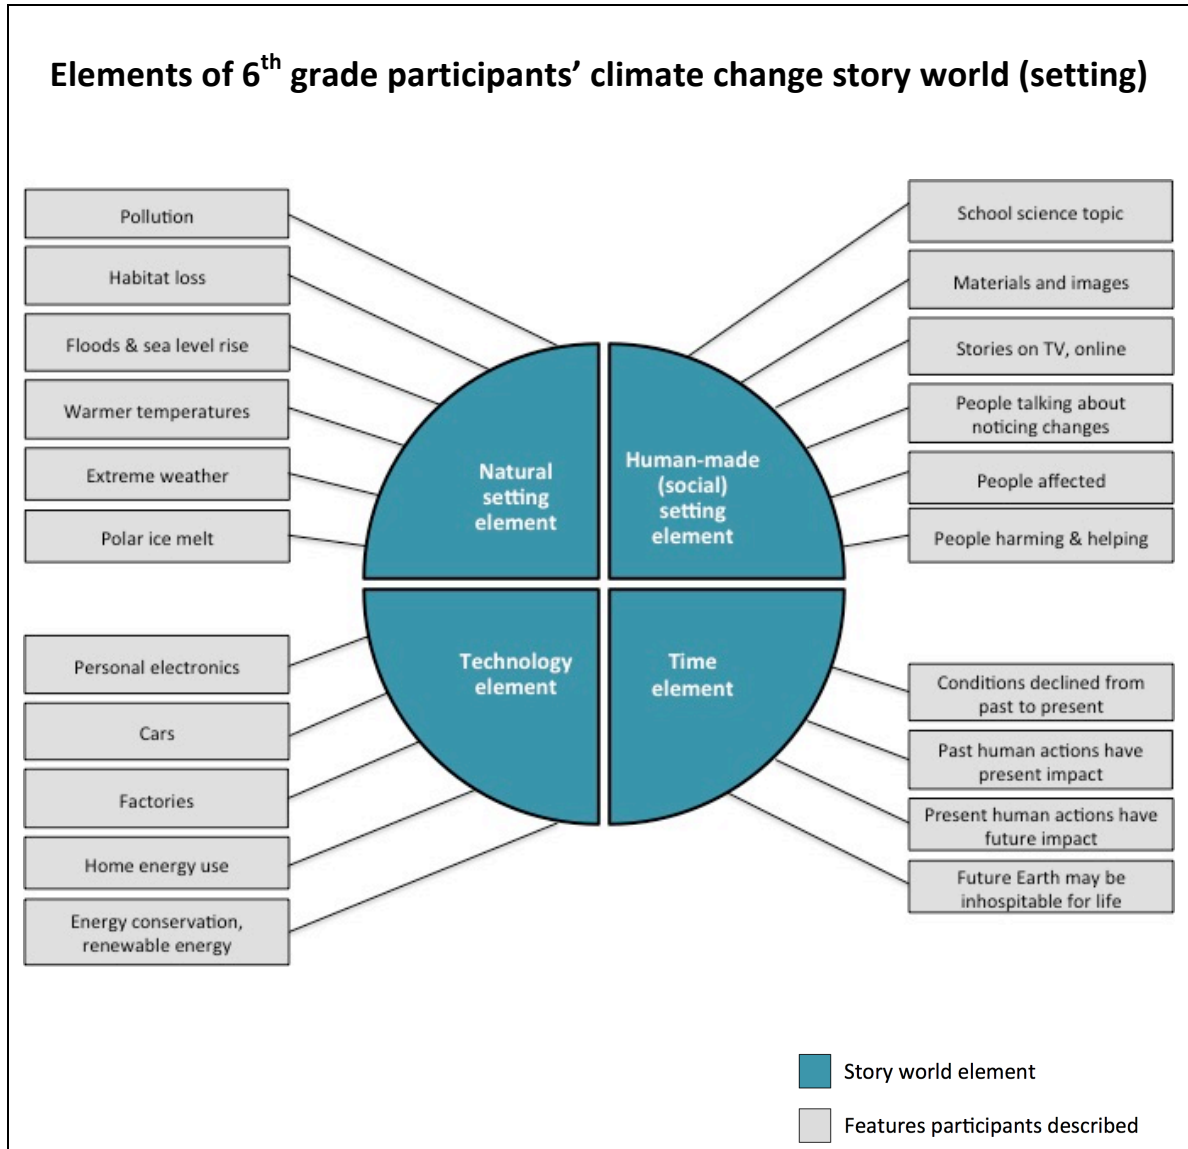 Elements of 6th grade participants’ climate change story world (setting)
Pollution
Habitat loss
Floods & sea level rise
Warmer temperatures
Extreme weather
Polar ice melt
School science topic
Materials and images
Stories on TV, online
People talking about
noticing changes
People affected
People harming & helping
Natural
setting
element
Human-made
(social)
setting
element
Technology
element
Time
element
Personal electronics
Cars
Factories
Home energy use
Energy conservation,
renewable energy
Conditions declined from
past to present
Past human actions have
present impact
Present human actions have
future impact
Future Earth may be
inhospitable for life
Story world element
Features participants described